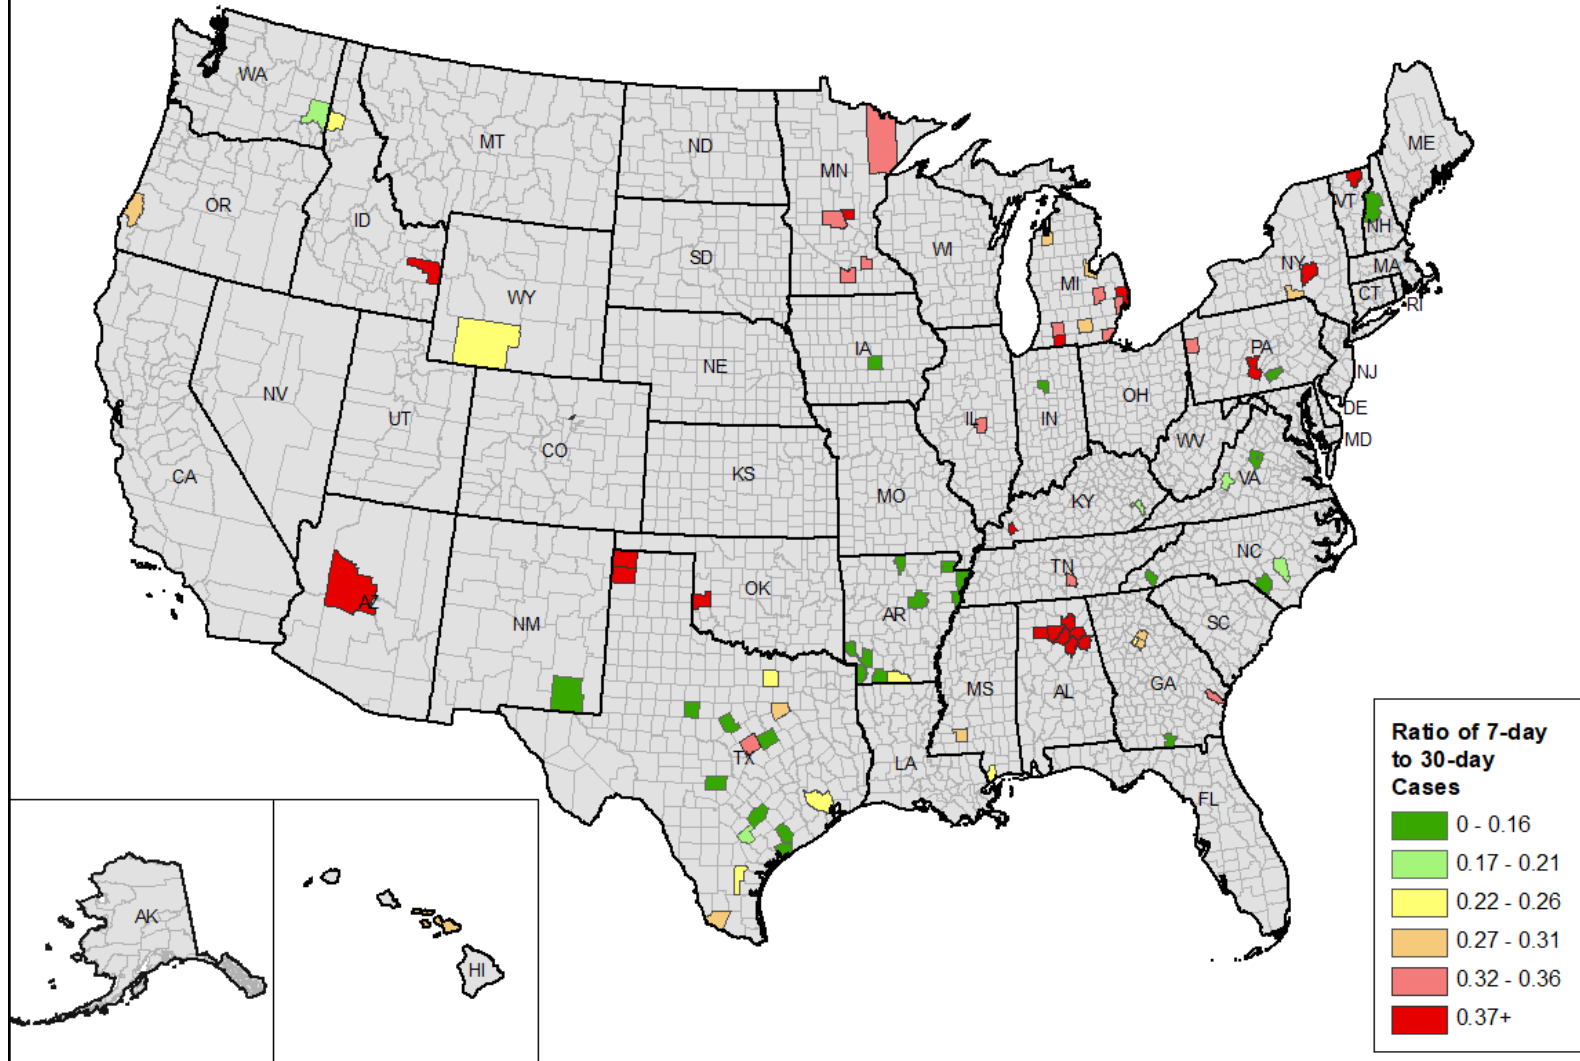 WA
MT
ND
MN
ME
OR
ID
SD
WI
MI
VT
NH
NY
MA
CT
RI
WY
IA
NE
PA
NJ
NV
UT
CO
IL
IN
OH
DE
MD
CA
KS
MO
WV
VA
KY
AZ
NM
OK
AR
TN
NC
SC
MS
AL
GA
TX
LA
FL
AK
HI
Ratio of 7-day
to 30-day
Cases
0 - 0.16
0.17 - 0.21
0.22 - 0.26
0.27 - 0.31
0.32 - 0.36
0.37+